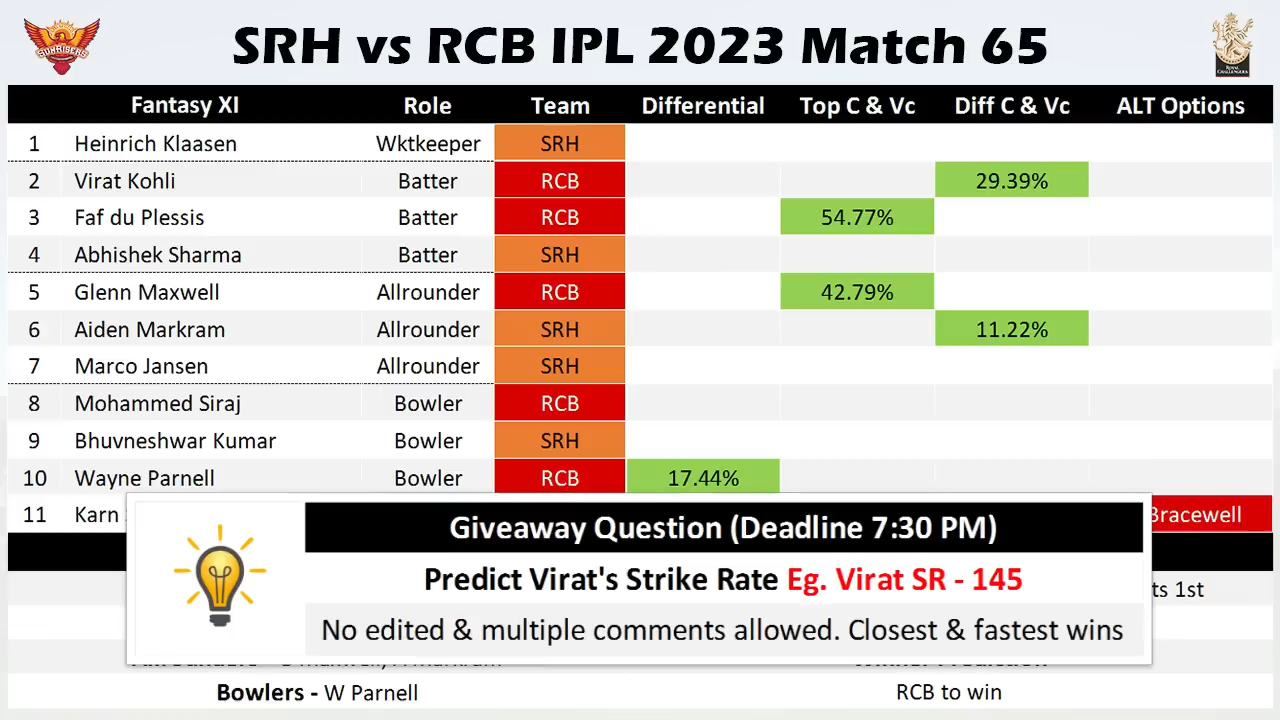 SRH vs RCB IPL 2023 Match 65
SUNRISERS
ROYAL CHALLENGERS
Fantasy XI Role Team Differential Top C & Vc Diff C & Vc ALT Options
1 Heinrich Klaasen Wktkeeper SRH
2 Virat Kohli Batter RCB 29.39%
3 Faf du Plessis Batter RCB 54.77%
4 Abhishek Sharma Batter SRH
5 Glenn Maxwell Allrounder RCB 42.79%
6 Aiden Markram Allrounder SRH 11.22%
7 Marco Jansen Allrounder SRH
8 Mohammed Siraj Bowler RCB
9 Bhuvneshwar Kumar Bowler SRH
10 Wayne Parnell Bowler RCB 17.44%
11 Karn Bracewell
Giveaway Question (Deadline 7:30 PM)
Predict Virat's Strike Rate Eg. Virat SR - 145
ts 1st
No edited & multiple comments allowed. Closest & fastest wins
Bowlers - W Parnell RCB to win